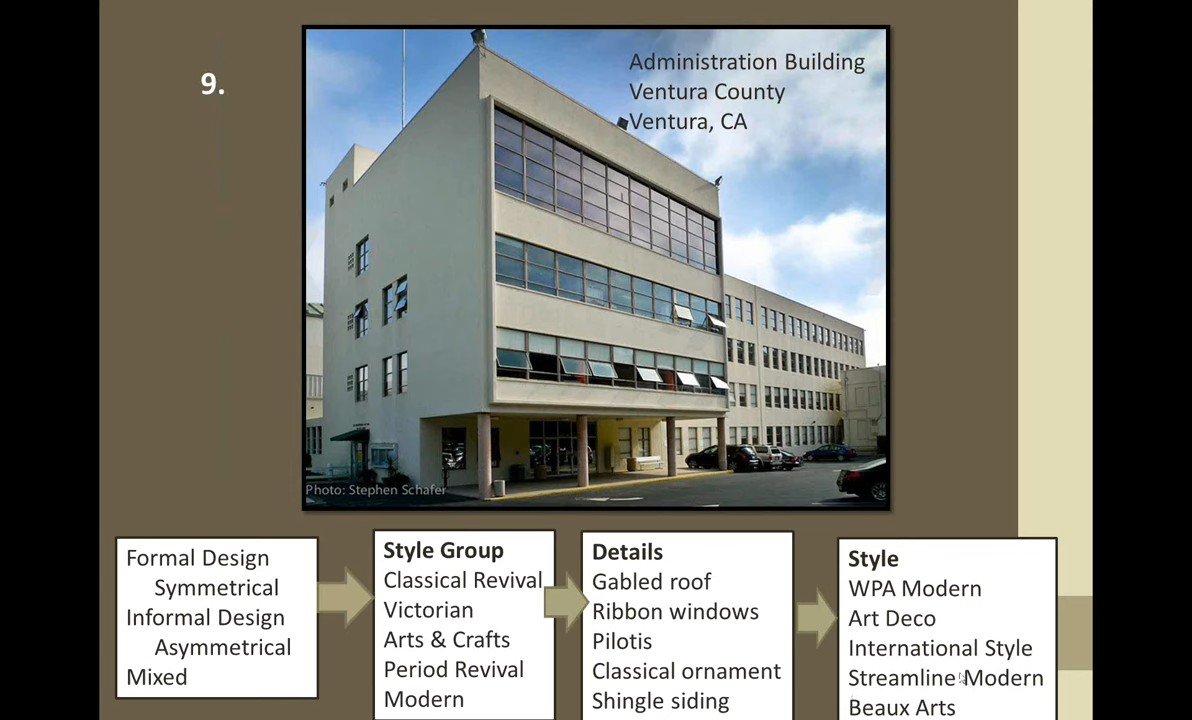 9.
Administration Building
Ventura County
Ventura, CA
Photo: Stephen Schafer
Formal Design
Symmetrical
Informal Design
Asymmetrical
Mixed
Style Group
Classical Revival
Victorian
Arts & Crafts
Period Revival
Modern
Details
Gabled roof
Ribbon windows
Pilotis
Classical ornament
Shingle siding
Style
WPA Modern
Art Deco
International Style
Streamline Modern
Beaux Arts